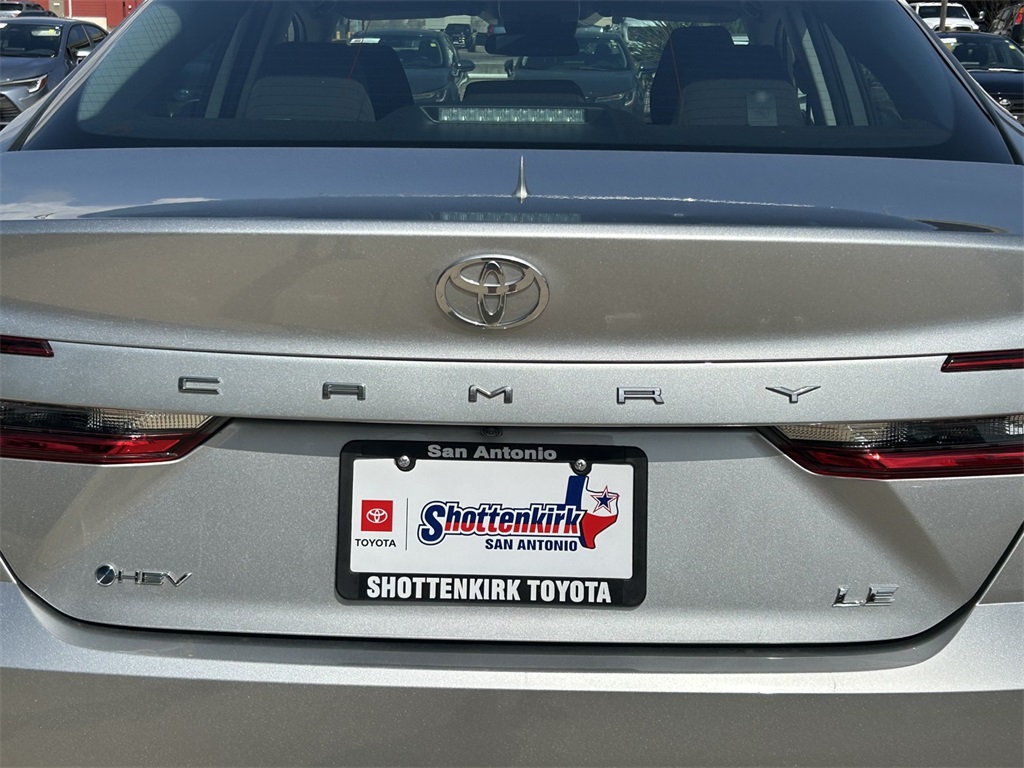 CAMRY
San Antonio
TOYOTA
Shottenkirk
SAN ANTONIO
SHOTTENKIRK TOYOTA
HEV
LE